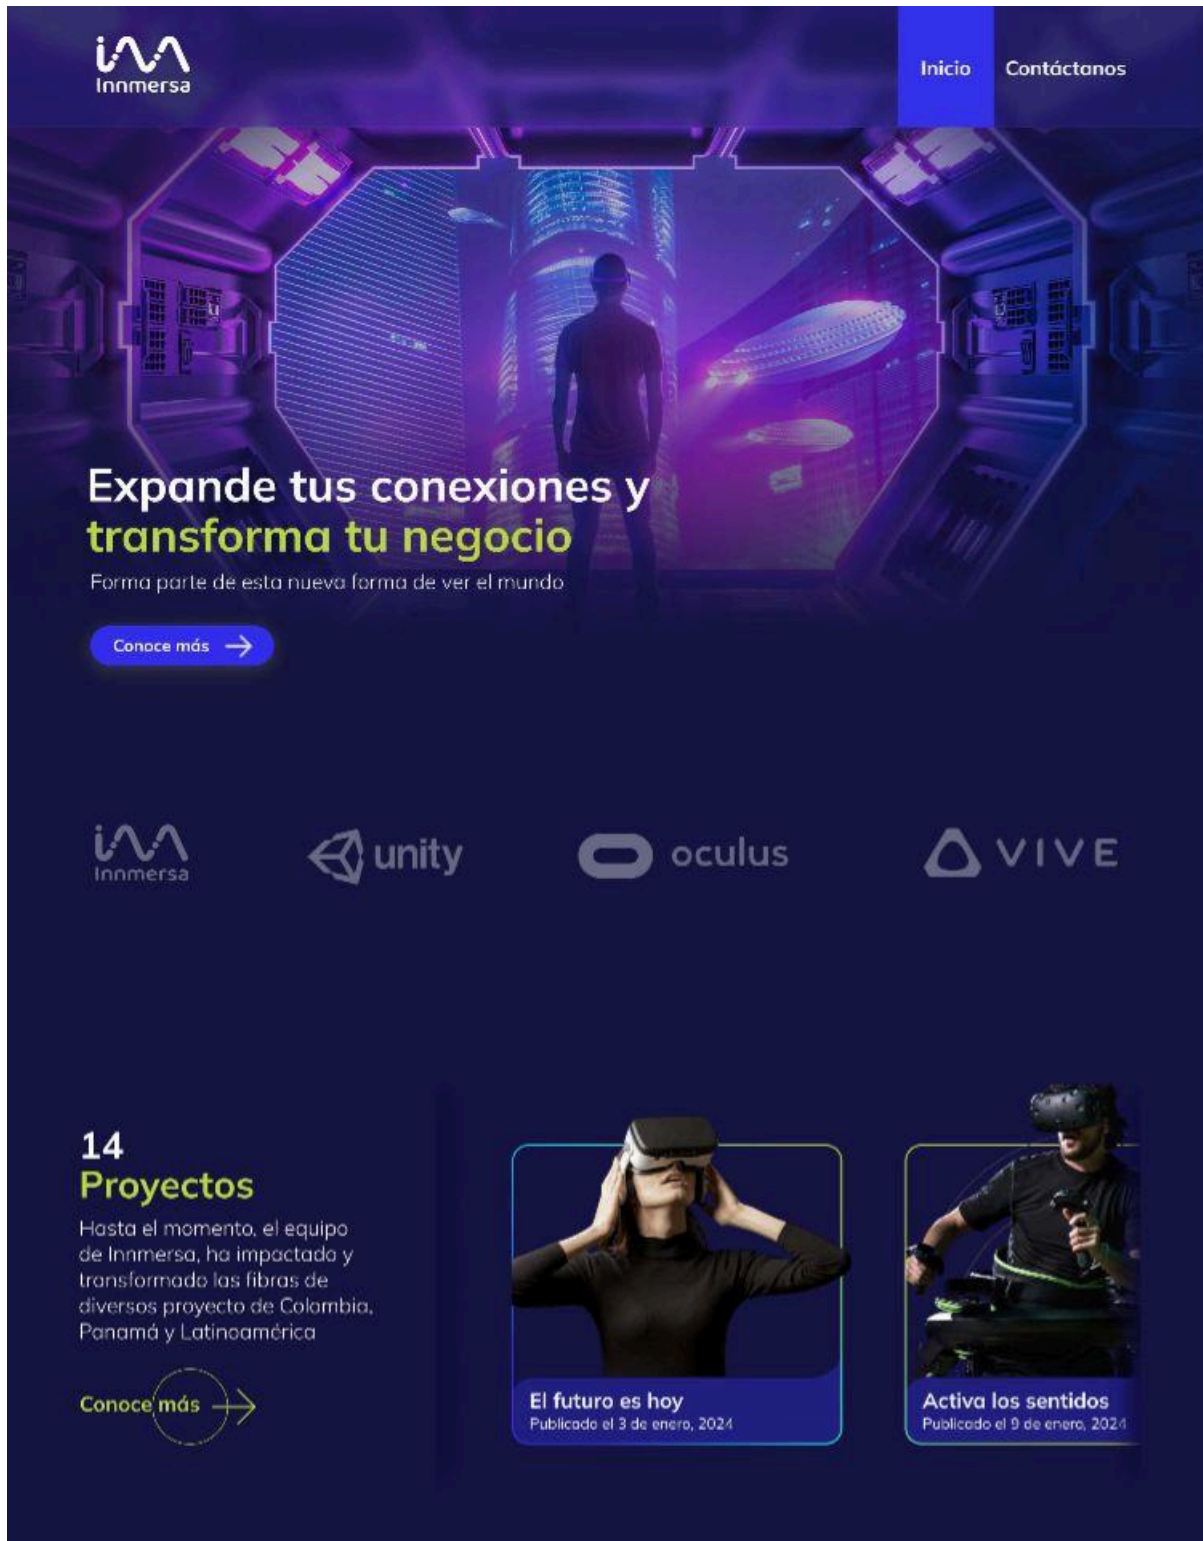 Innmersa
Inicio
Contáctanos
Expande tus conexiones y
transforma tu negocio
Forma parte de esta nueva forma de ver el mundo
Conoce más
Innmersa
unity
oculus
VIVE
14
Proyectos
Hasta el momento, el equipo
de Innmersa, ha impactado y
transformado las fibras de
diversos proyecto de Colombia,
Panamá y Latinoamérica
Conoce más
El futuro es hoy
Publicado el 3 de enero, 2024
Activa los sentidos
Publicado el 9 de enero, 2024